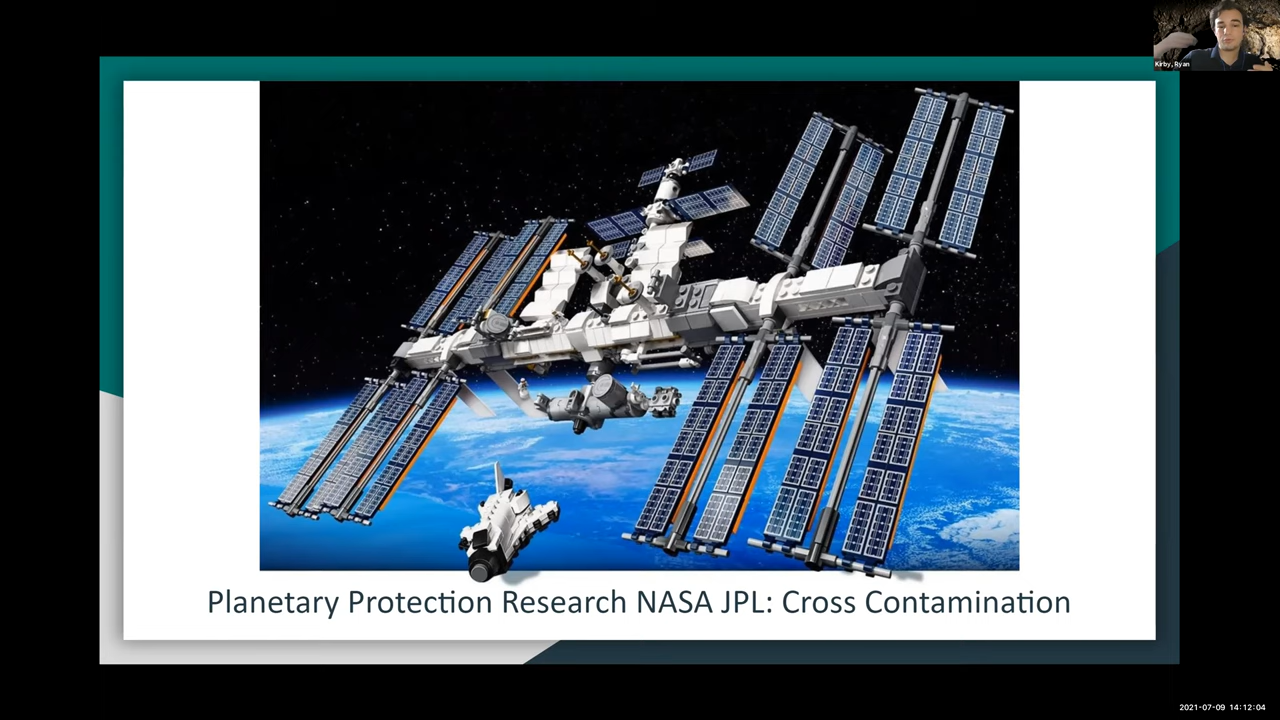 Kirby, Ryan
Planetary Protection Research NASA JPL: Cross Contamination
2021-07-09 14:12:04